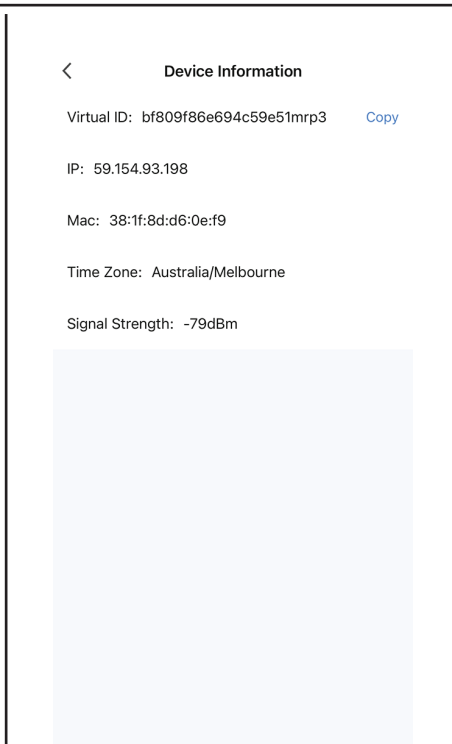 Device Information
Virtual ID: bf809f86e694c59e51mrp3 Copy
IP: 59.154.93.198
Mac: 38:1f:8d:d6:0e:f9
Time Zone: Australia/Melbourne
Signal Strength: -79dBm